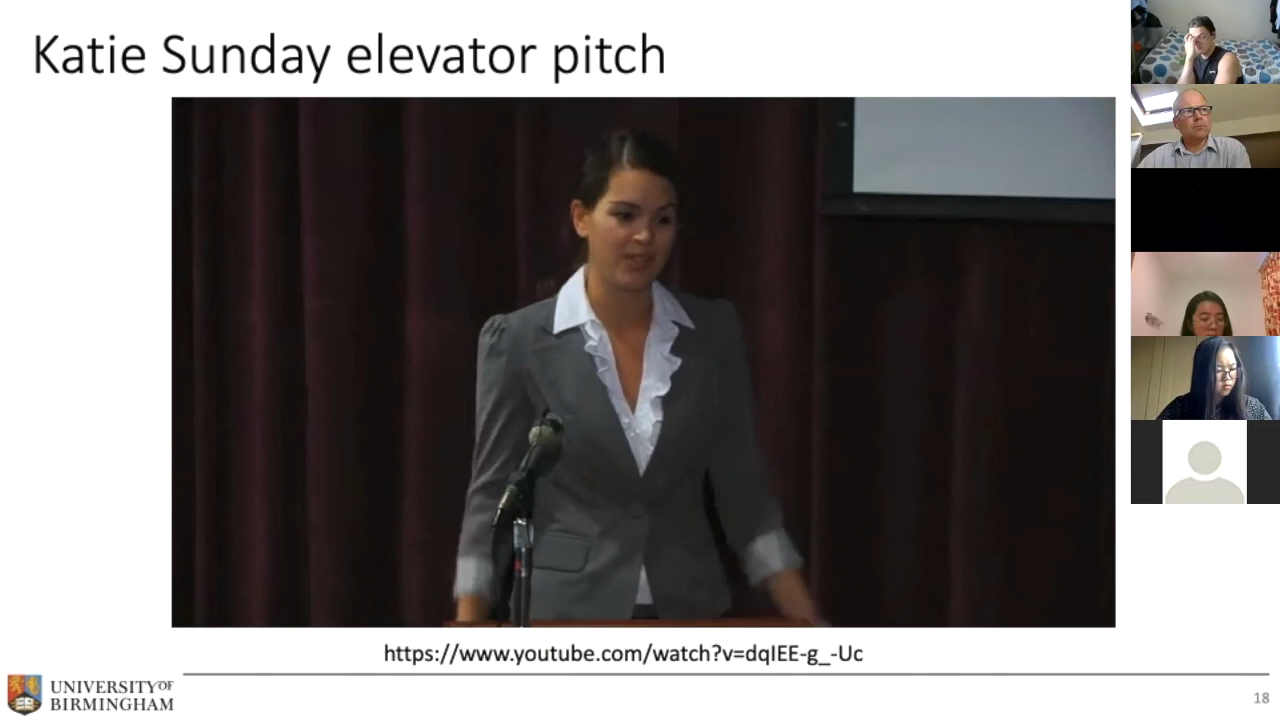 Katie Sunday elevator pitch
https://www.youtube.com/watch?v=dqIEE-g_-Uc
UNIVERSITY OF
BIRMINGHAM
18